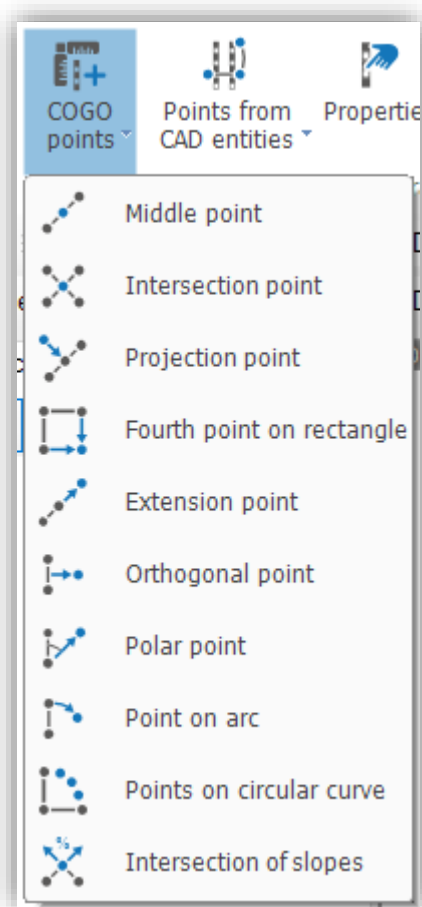 COGO
points
Points from
CAD entities
Middle point
Intersection point
Projection point
Fourth point on rectangle
Extension point
Orthogonal point
Polar point
Point on arc
Points on circular curve
Intersection of slopes
%